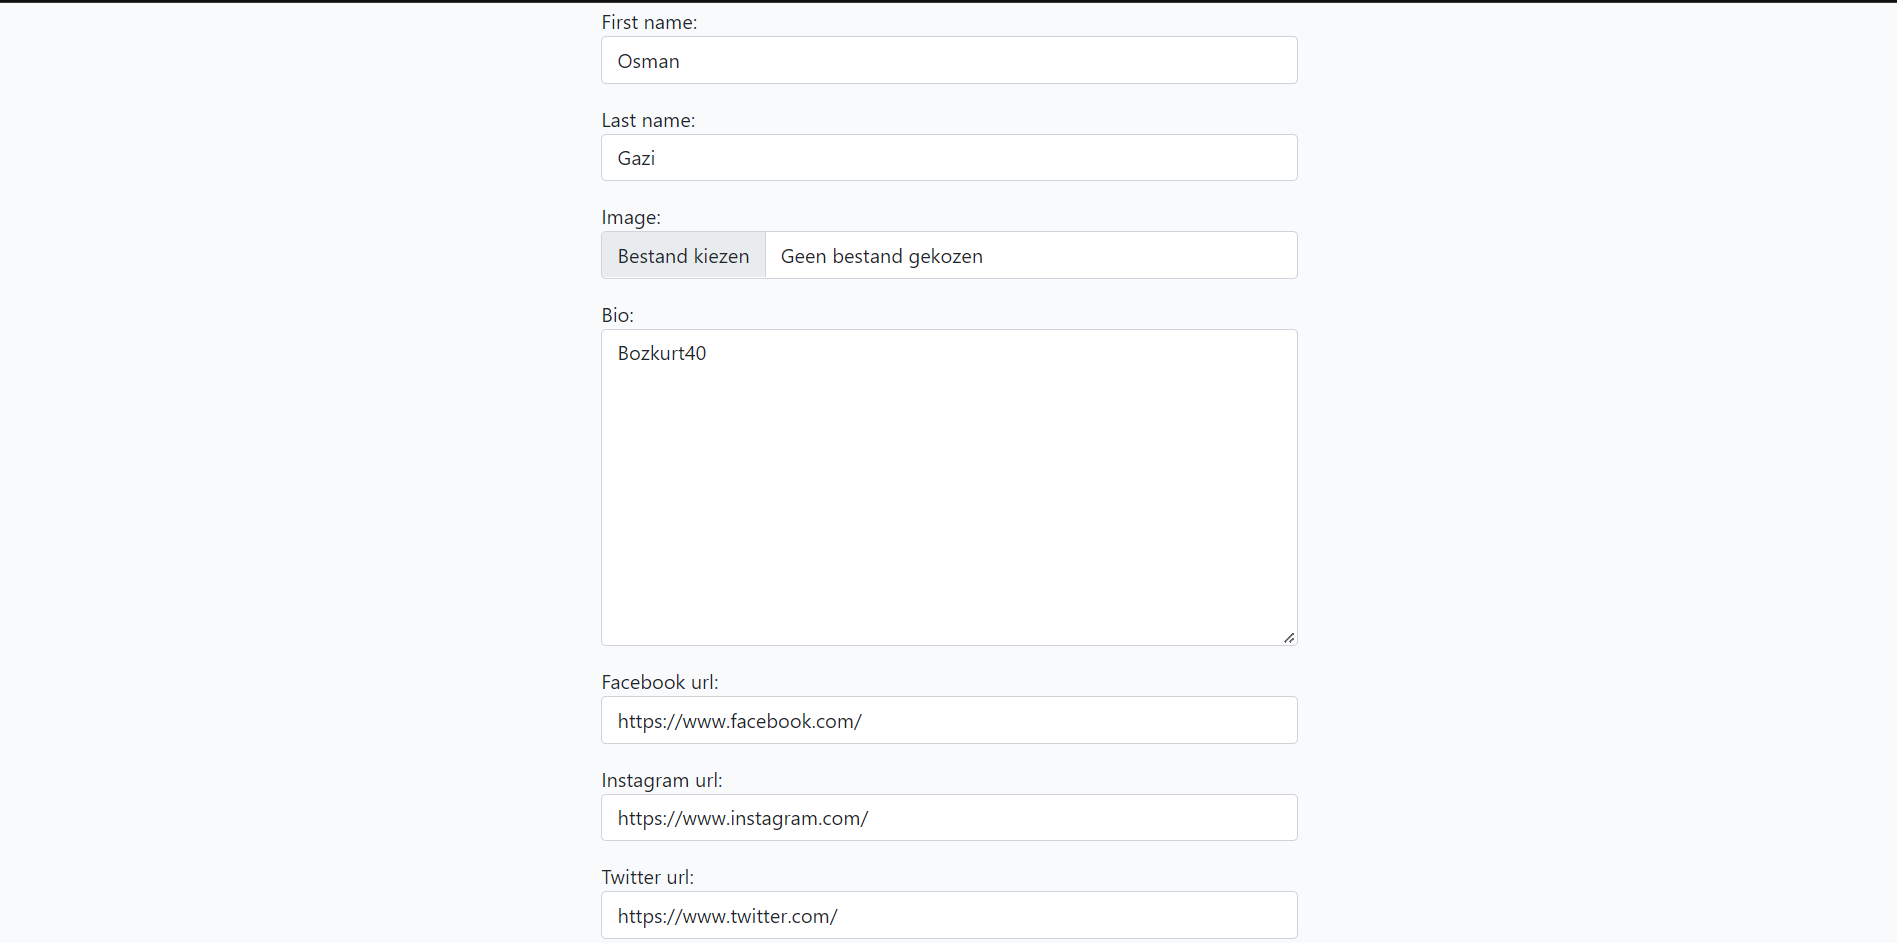 First name:
Osman
Last name:
Gazi
Image:
Bestand kiezen Geen bestand gekozen
Bio:
Bozkurt40
Facebook url:
https://www.facebook.com/
Instagram url:
https://www.instagram.com/
Twitter url:
https://www.twitter.com/